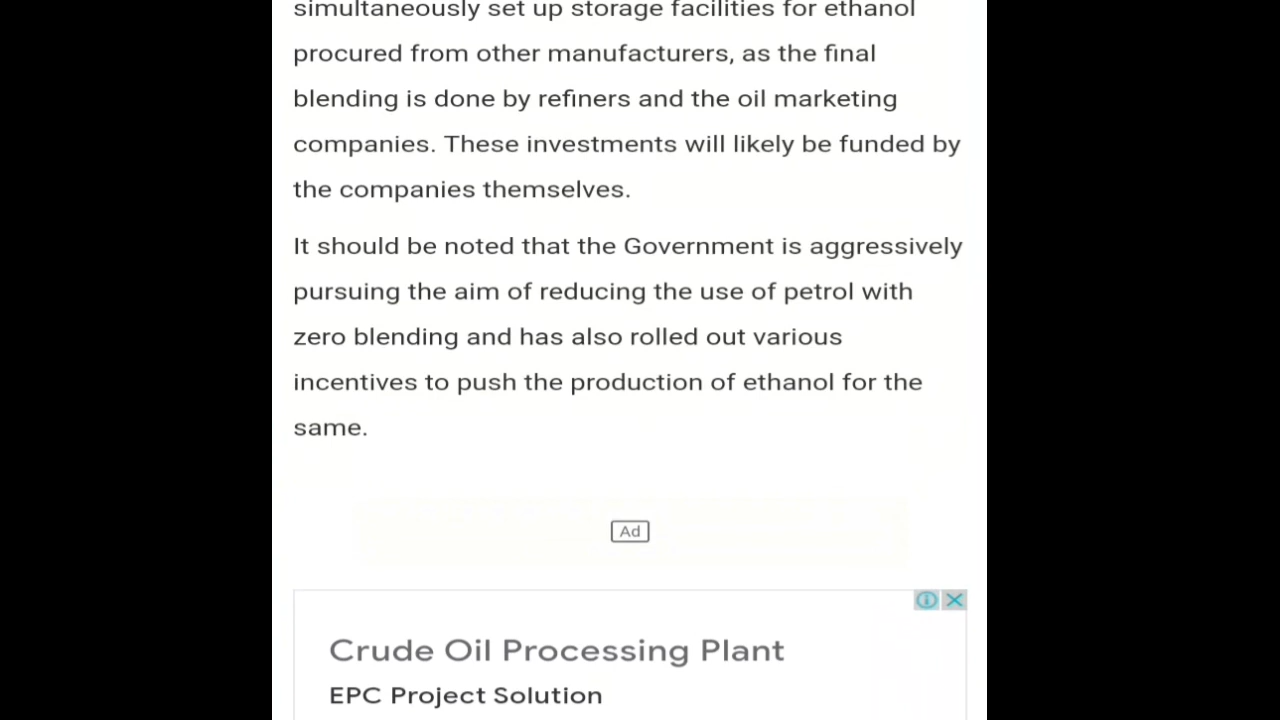 simultaneously set up storage facilities for ethanol
procured from other manufacturers, as the final
blending is done by refiners and the oil marketing
companies. These investments will likely be funded by
the companies themselves.
It should be noted that the Government is aggressively
pursuing the aim of reducing the use of petrol with
zero blending and has also rolled out various
incentives to push the production of ethanol for the
same.
Ad
Crude Oil Processing Plant
EPC Project Solution